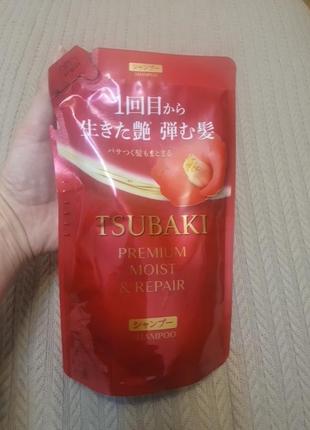 シャンプー
SHAMPOO
1回目から
生きた艶 弾む髪
パサつく髪もまとまる
TSUBAKI
PREMIUM
MOIST
& REPAIR
シャンプー
SHAMPOO